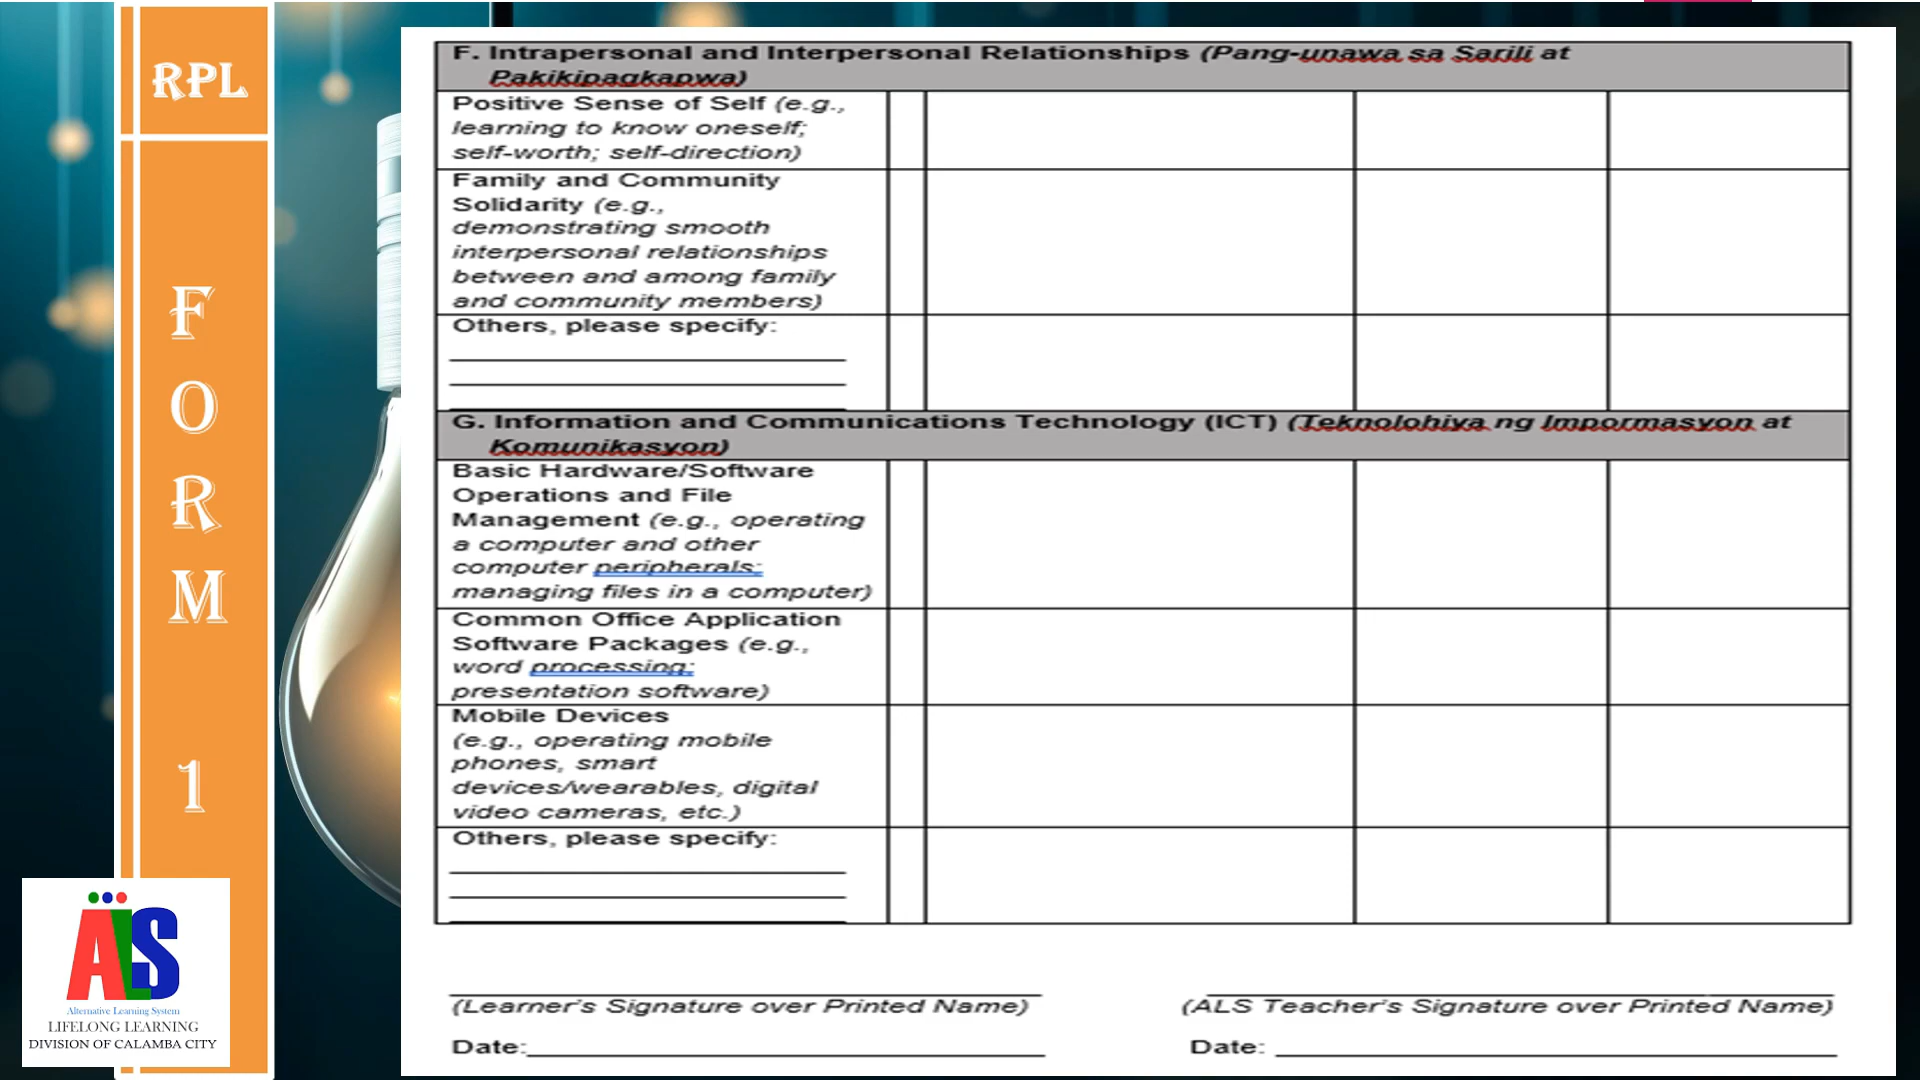 RPL
FORM 1
F. Intrapersonal and Interpersonal Relationships (Pang-unawa sa Sarili at
Pakikipagkapwa)
Positive Sense of Self (e.g.,
learning to know oneself;
self-worth; self-direction)
Family and Community
Solidarity (e.g.,
demonstrating smooth
interpersonal relationships
between and among family
and community members)
Others, please specify:
G. Information and Communications Technology (ICT) (Teknolohiya ng Impormasyon at
Komunikasyon)
Basic Hardware/Software
Operations and File
Management (e.g., operating
a computer and other
computer peripherals;
managing files in a computer)
Common Office Application
Software Packages (e.g.,
word processing;
presentation software)
Mobile Devices
(e.g., operating mobile
phones, smart
devices/wearables, digital
video cameras, etc.)
Others, please specify:
(Learner's Signature over Printed Name)
(ALS Teacher's Signature over Printed Name)
Date:
Date:
ALS
Alternative Learning System
LIFELONG LEARNING
DIVISION OF CALAMBA CITY